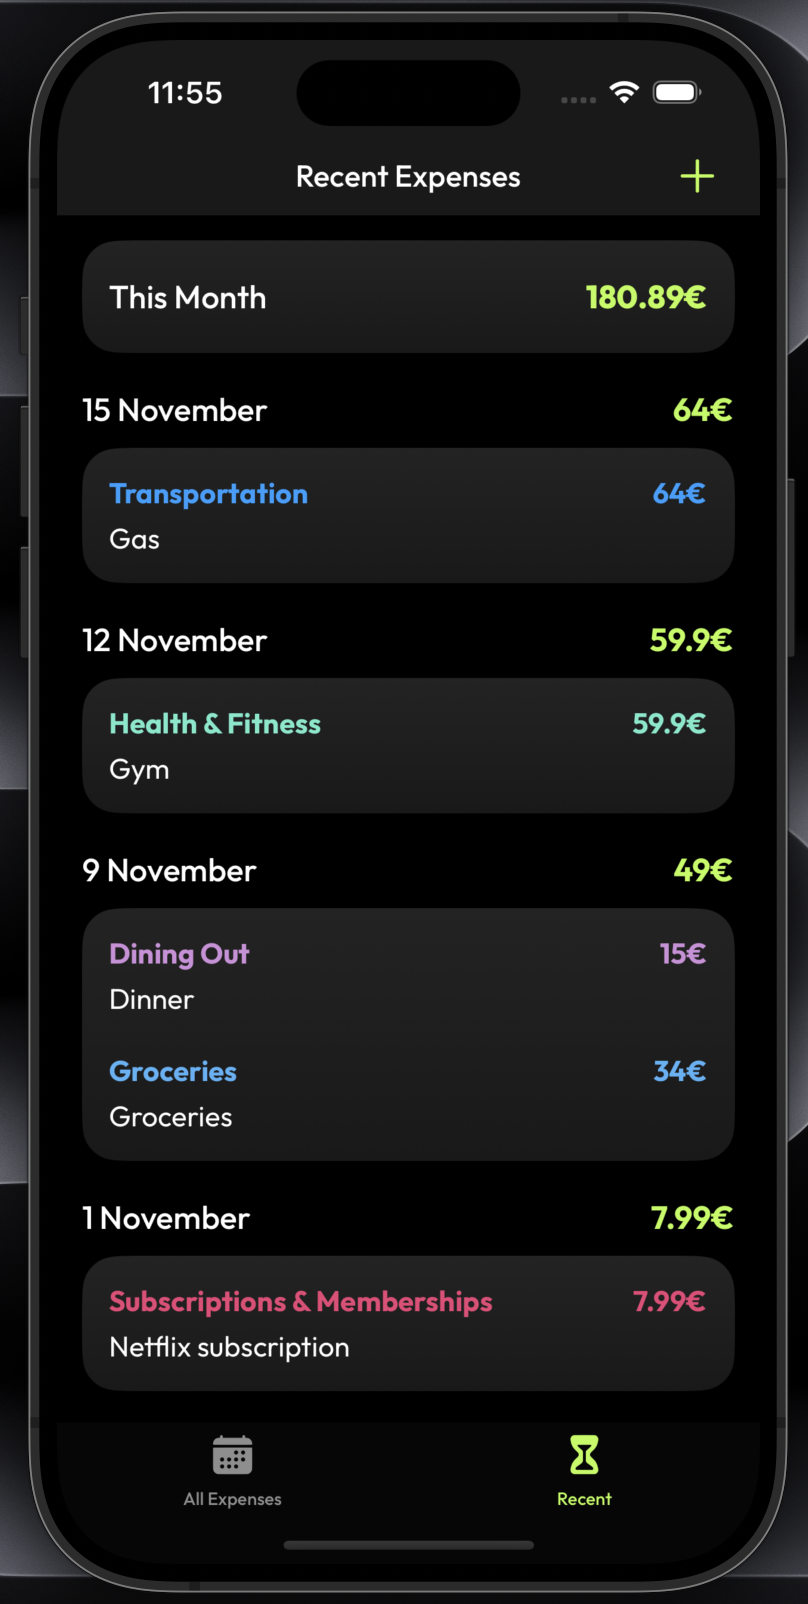 11:55
Recent Expenses
This Month 180.89€
15 November 64€
Transportation 64€
Gas
12 November 59.9€
Health & Fitness 59.9€
Gym
9 November 49€
Dining Out 15€
Dinner
Groceries 34€
Groceries
1 November 7.99€
Subscriptions & Memberships 7.99€
Netflix subscription
All Expenses Recent